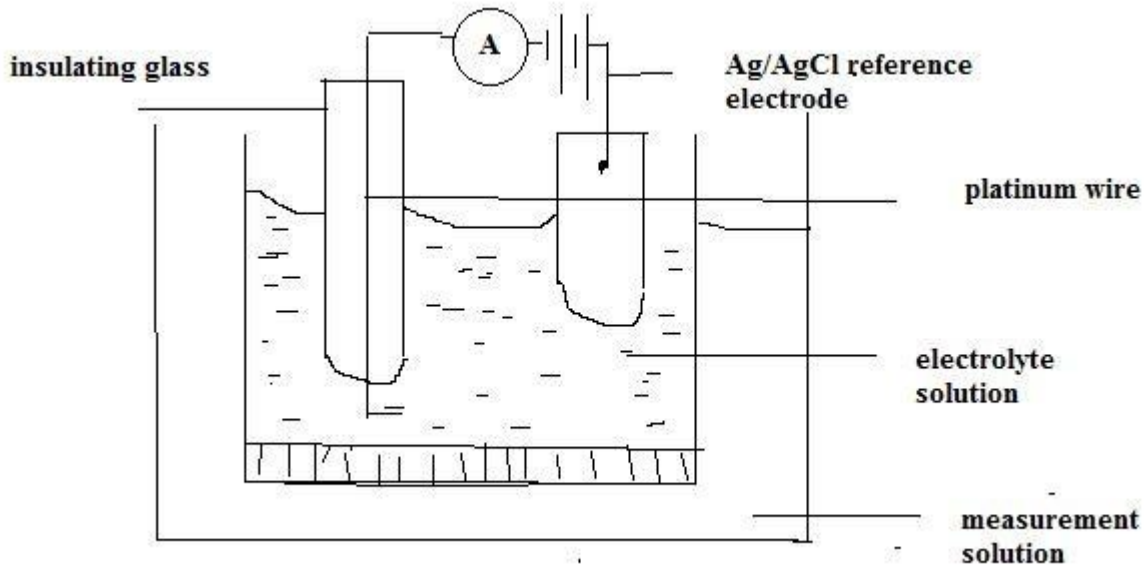 A
insulating glass
Ag/AgCl reference
electrode
platinum wire
electrolyte
solution
measurement
solution